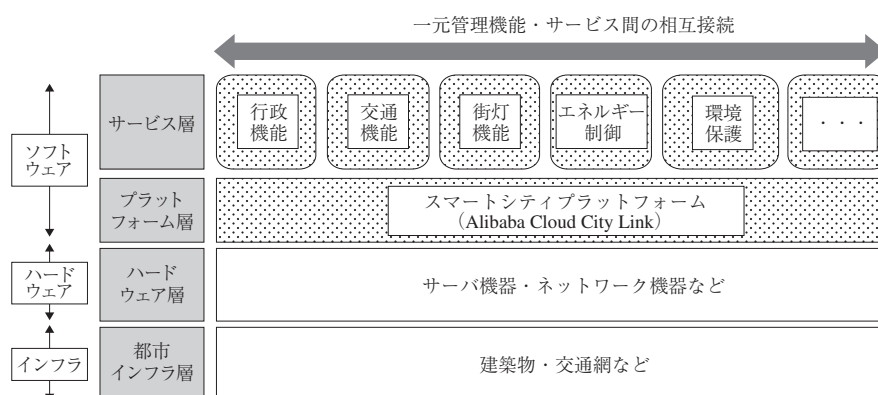 一元管理機能・サービス間の相互接続
ソフト
ウェア
サービス層
行政
機能
交通
機能
街灯
機能
エネルギー
制御
環境
保護
・・・
プラット
フォーム層
スマートシティプラットフォーム
（Alibaba Cloud City Link）
ハード
ウェア
ハード
ウェア層
サーバ機器・ネットワーク機器など
インフラ
都市
インフラ層
建築物・交通網など